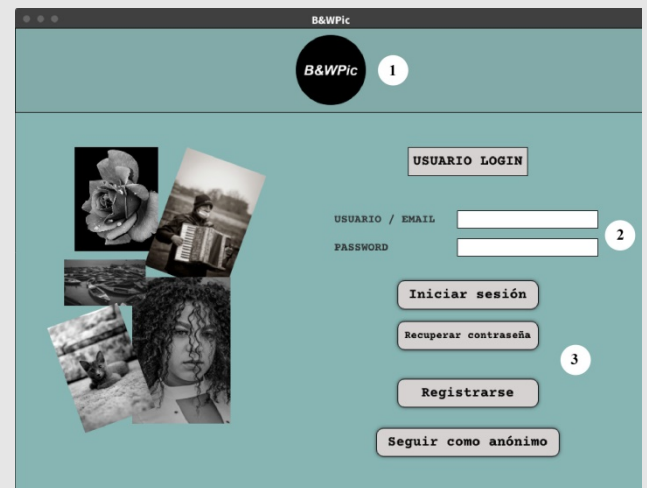 B&WPic
B&WPic
1
USUARIO LOGIN
USUARIO / EMAIL
2
PASSWORD
Iniciar sesión
Recuperar contraseña
3
Registrarse
Seguir como anónimo